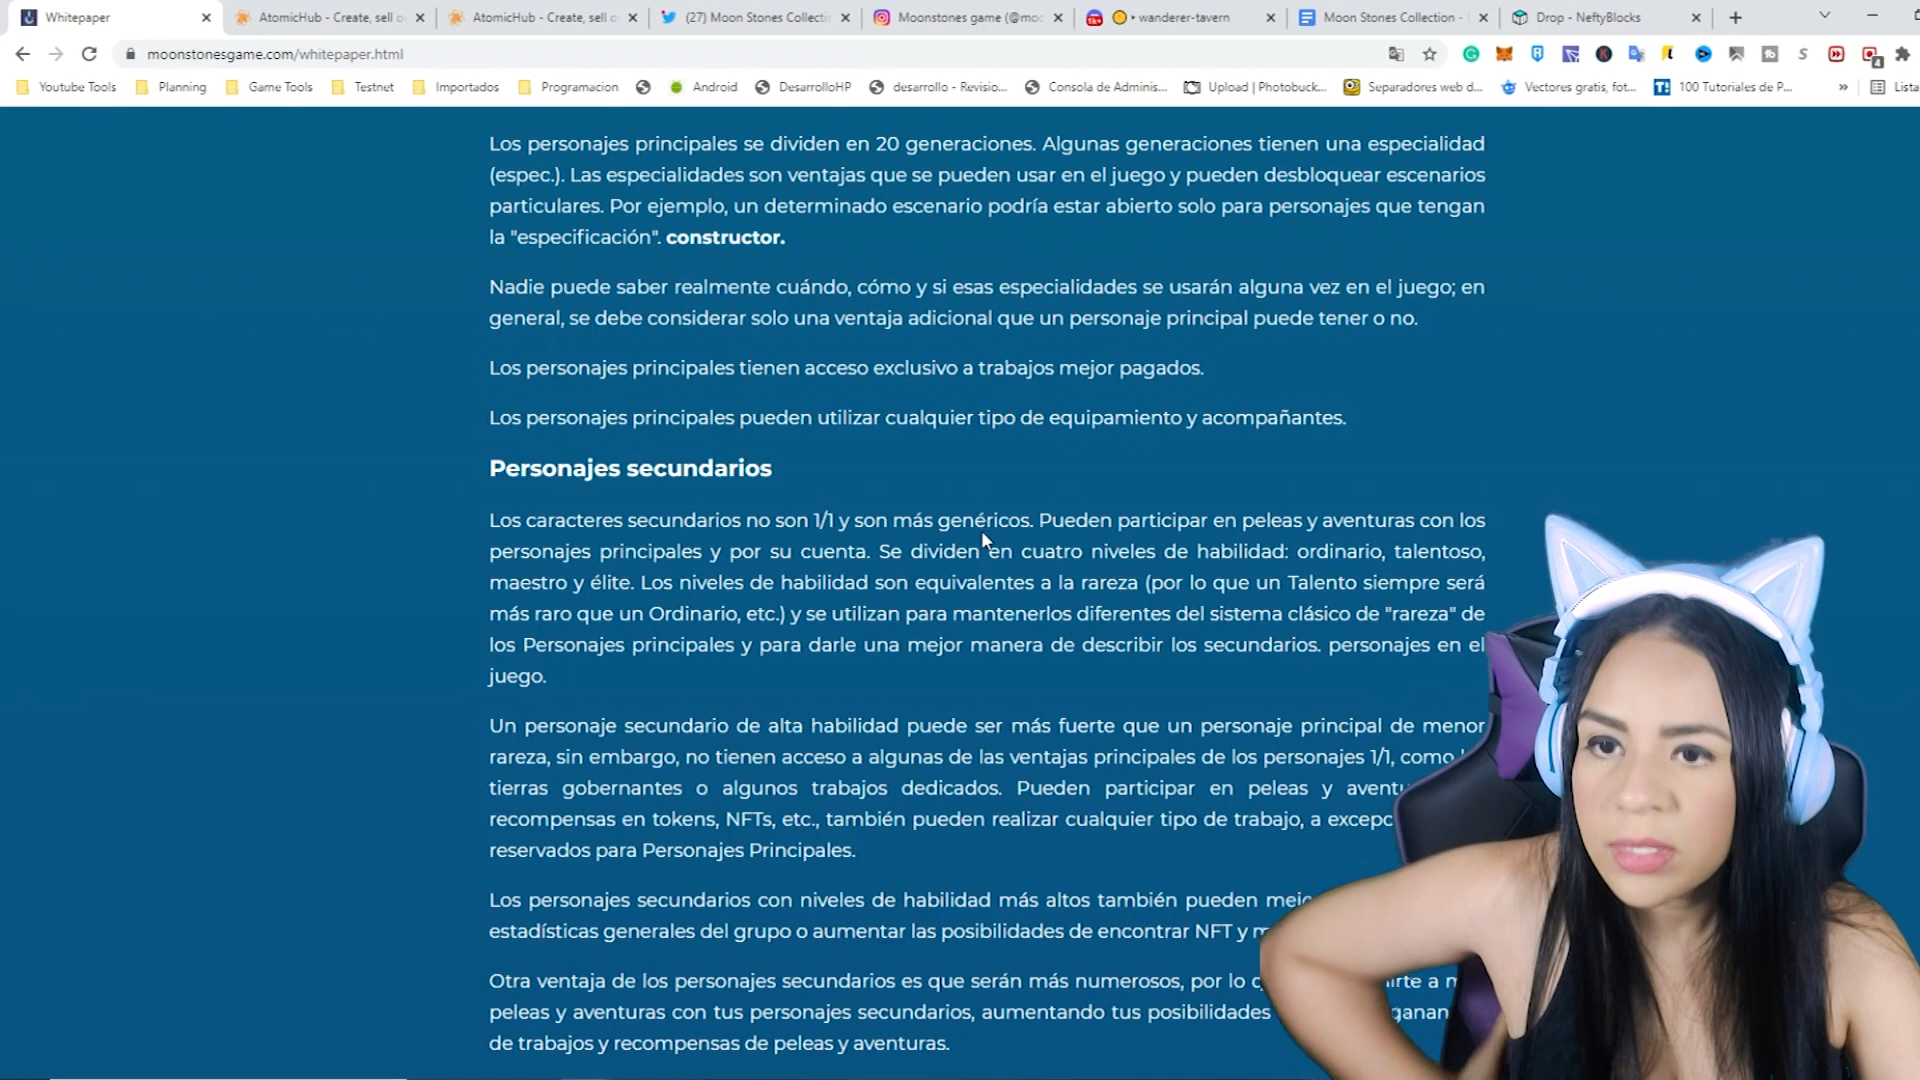 Whitepaper
AtomicHub - Create, sell o
AtomicHub - Create, sell o
(27) Moon Stones Collecti
Moonstones game (@moo
• wanderer-tavern
Moon Stones Collection -
Drop - NeftyBlocks
moonstonesgame.com/whitepaper.html
Youtube Tools
Planning
Game Tools
Testnet
Importados
Programacion
Android
DesarrolloHP
desarrollo - Revisio...
Consola de Adminis...
Upload | Photobuck...
Separadores web d...
Vectores gratis, fot...
100 Tutoriales de P...
»
Lista
Los personajes principales se dividen en 20 generaciones. Algunas generaciones tienen una especialidad
(espec.). Las especialidades son ventajas que se pueden usar en el juego y pueden desbloquear escenarios
particulares. Por ejemplo, un determinado escenario podría estar abierto solo para personajes que tengan
la "especificación". constructor.
Nadie puede saber realmente cuándo, cómo y si esas especialidades se usarán alguna vez en el juego; en
general, se debe considerar solo una ventaja adicional que un personaje principal puede tener o no.
Los personajes principales tienen acceso exclusivo a trabajos mejor pagados.
Los personajes principales pueden utilizar cualquier tipo de equipamiento y acompañantes.
Personajes secundarios
Los caracteres secundarios no son 1/1 y son más genéricos. Pueden participar en peleas y aventuras con los
personajes principales y por su cuenta. Se dividen en cuatro niveles de habilidad: ordinario, talentoso,
maestro y élite. Los niveles de habilidad son equivalentes a la rareza (por lo que un Talento siempre será
más raro que un Ordinario, etc.) y se utilizan para mantenerlos diferentes del sistema clásico de "rareza" de
los Personajes principales y para darle una mejor manera de describir los secundarios. personajes en el
juego.
Un personaje secundario de alta habilidad puede ser más fuerte que un personaje principal de menor
rareza, sin embargo, no tienen acceso a algunas de las ventajas principales de los personajes 1/1, como
tierras gobernantes o algunos trabajos dedicados. Pueden participar en peleas y avent
recompensas en tokens, NFTs, etc., también pueden realizar cualquier tipo de trabajo, a excepc
reservados para Personajes Principales.
Los personajes secundarios con niveles de habilidad más altos también pueden mejo
estadísticas generales del grupo o aumentar las posibilidades de encontrar NFT y m
Otra ventaja de los personajes secundarios es que serán más numerosos, por lo
peleas y aventuras con tus personajes secundarios, aumentando tus posibilidades ganan
de trabajos y recompensas de peleas y aventuras.